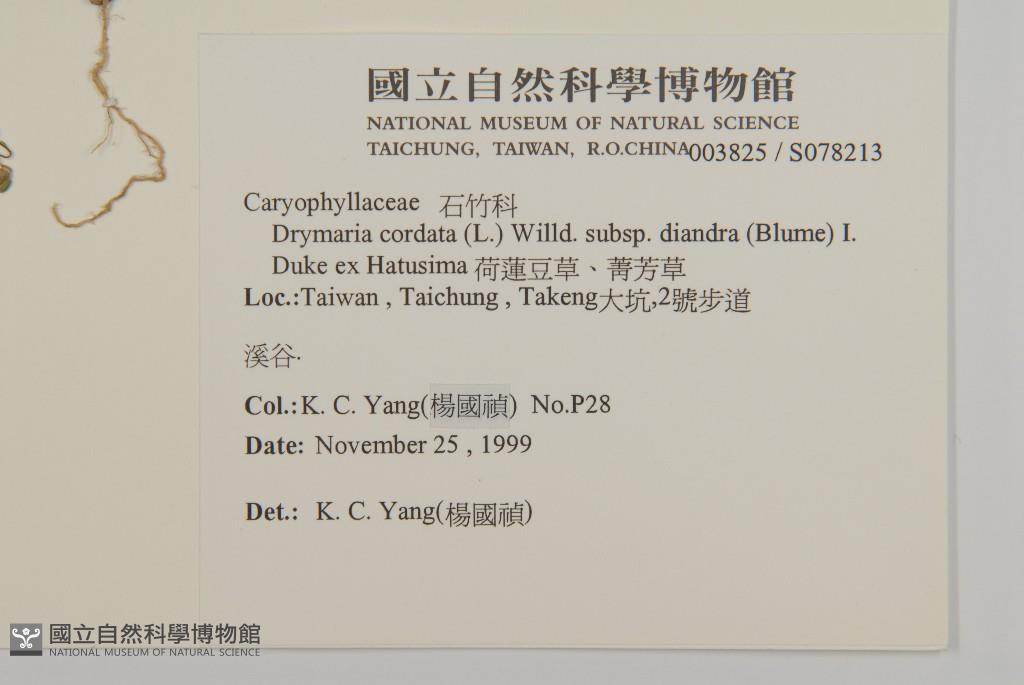 國立自然科學博物館
NATIONAL MUSEUM OF NATURAL SCIENCE
TAICHUNG, TAIWAN, R.O.CHINA 003825 / S078213
Caryophyllaceae 石竹科
Drymaria cordata (L.) Willd. subsp. diandra (Blume) I.
Duke ex Hatusima 荷蓮豆草、菁芳草
Loc.:Taiwan , Taichung , Takeng大坑,2號步道
溪谷.
Col.:K. C. Yang(楊國禎) No.P28
Date: November 25 , 1999
Det.: K. C. Yang(楊國禎)
國立自然科學博物館
NATIONAL MUSEUM OF NATURAL SCIENCE